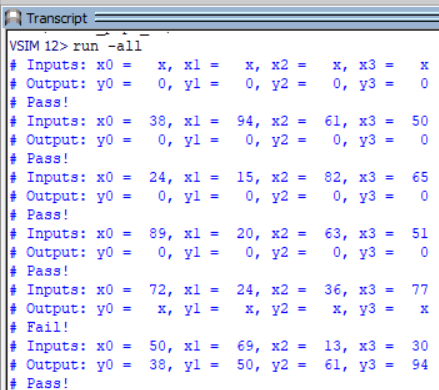 Transcript
VSIM 12> run -all
# Inputs: x0 =   x, x1 =   x, x2 =   x, x3 =   x
# Output: y0 =   0, y1 =   0, y2 =   0, y3 =   0
# Pass!
# Inputs: x0 =  38, x1 =  94, x2 =  61, x3 =  50
# Output: y0 =   0, y1 =   0, y2 =   0, y3 =   0
# Pass!
# Inputs: x0 =  24, x1 =  15, x2 =  82, x3 =  65
# Output: y0 =   0, y1 =   0, y2 =   0, y3 =   0
# Pass!
# Inputs: x0 =  89, x1 =  20, x2 =  63, x3 =  51
# Output: y0 =   0, y1 =   0, y2 =   0, y3 =   0
# Pass!
# Inputs: x0 =  72, x1 =  24, x2 =  36, x3 =  77
# Output: y0 =   x, y1 =   x, y2 =   x, y3 =   x
# Fail!
# Inputs: x0 =  50, x1 =  69, x2 =  13, x3 =  30
# Output: y0 =  38, y1 =  50, y2 =  61, y3 =  94
# Pass!